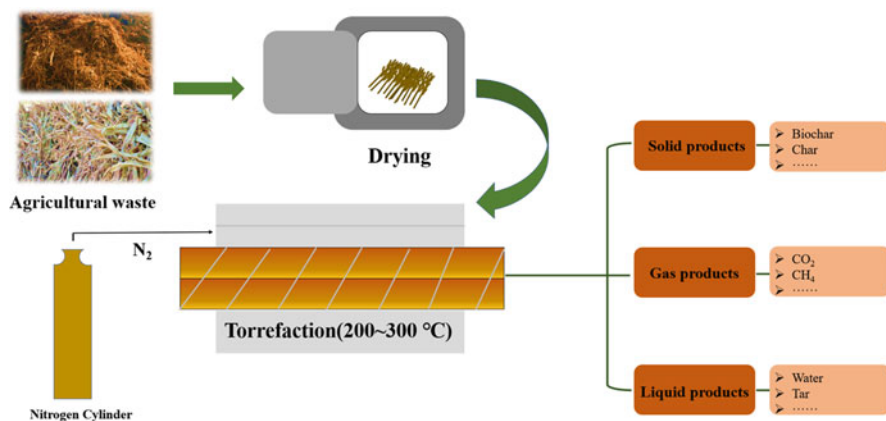 Agricultural waste
Drying
N₂
Nitrogen Cylinder
Torrefaction(200~300 °C)
Solid products
➢ Biochar
➢ Char
➢ ······
Gas products
➢ CO₂
➢ CH₄
➢ ······
Liquid products
➢ Water
➢ Tar
➢ ······